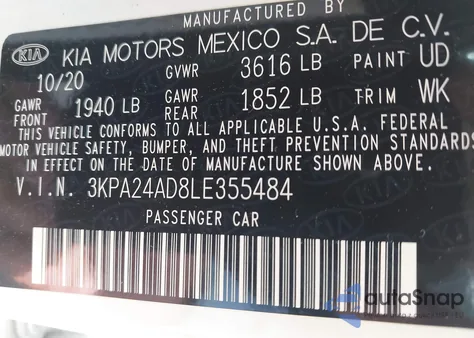 MANUFACTURED BY
KIA KIA MOTORS MEXICO S.A. DE C.V.
10/20 GVWR 3616 LB PAINT UD
GAWR FRONT 1940 LB GAWR REAR 1852 LB TRIM WK
THIS VEHICLE CONFORMS TO ALL APPLICABLE U.S.A. FEDERAL
MOTOR VEHICLE SAFETY, BUMPER, AND THEFT PREVENTION STANDARDS
IN EFFECT ON THE DATE OF MANUFACTURE SHOWN ABOVE.
V.I.N. 3KPA24AD8LE355484
PASSENGER CAR
autoSnap